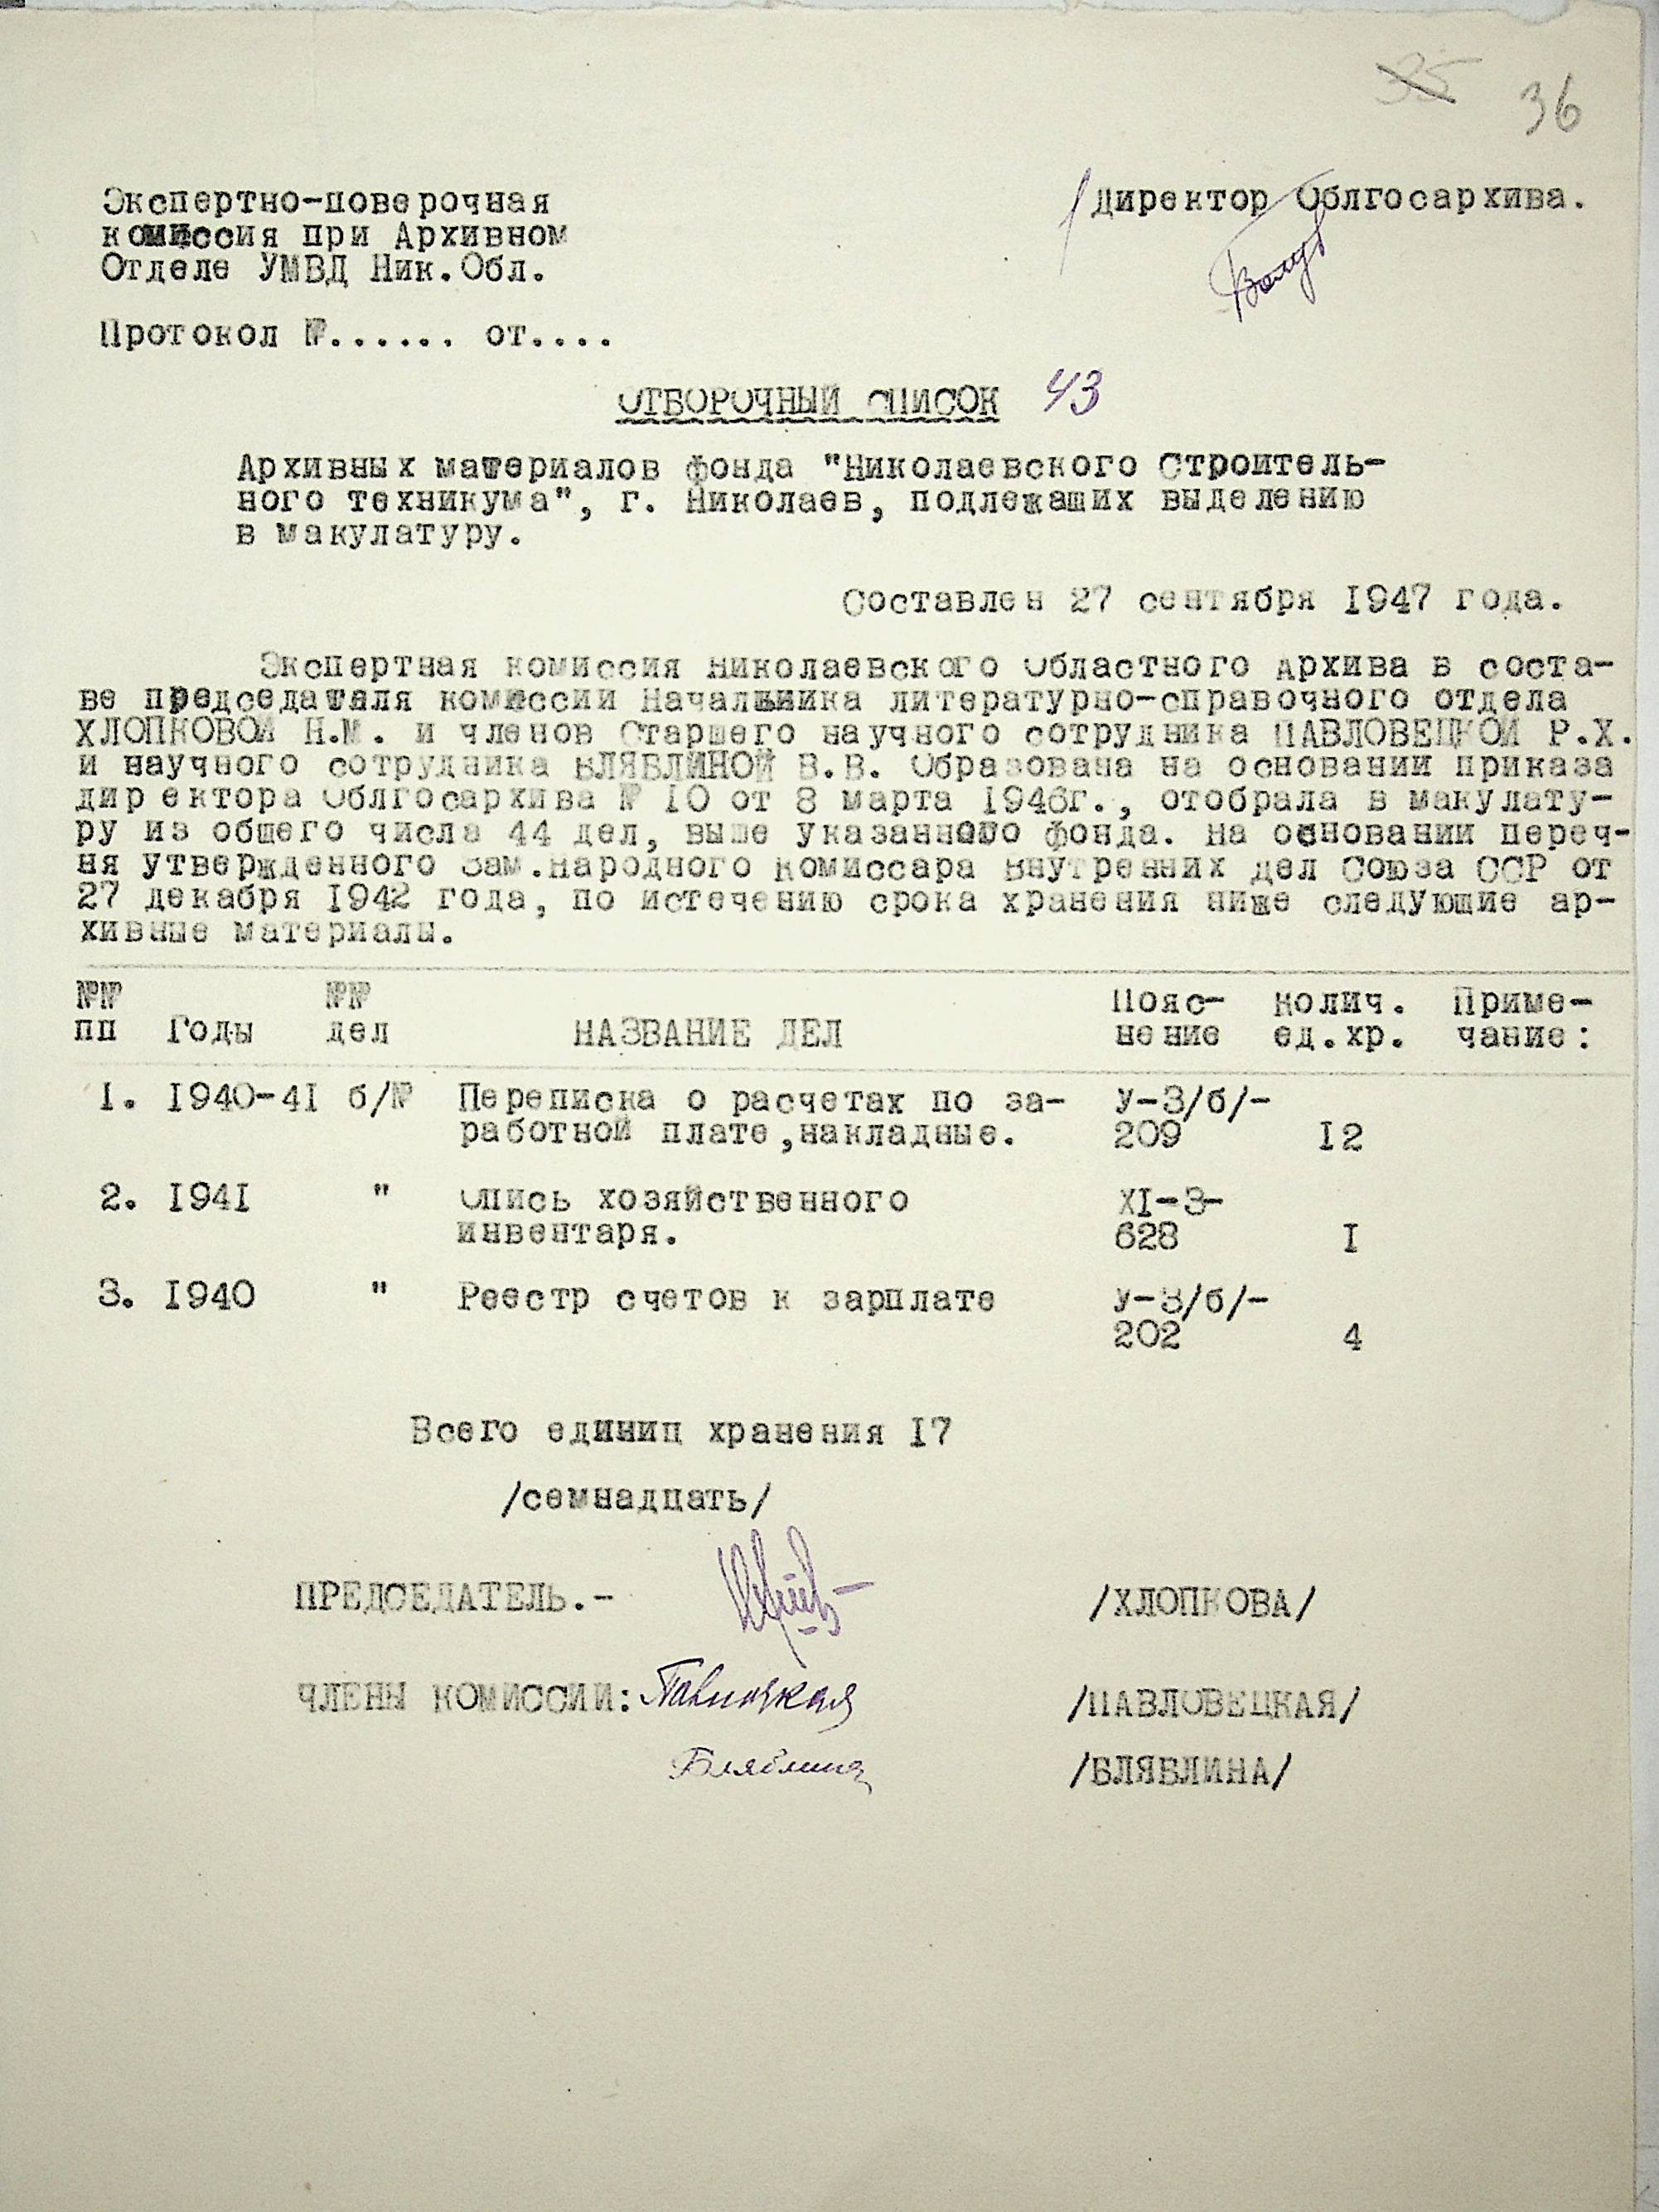 35 36
Экспертно-поверочная
комиссия при Архивном
Отделе УМВД Ник.Обл.
Директор Облгосархива.
Протокол №...... от....
ОТБОРОЧНЫЙ СПИСОК 43
Архивных материалов фонда "Николаевского Строитель-
ного техникума", г. Николаев, подлежащих выделению
в макулатуру.
Составлен 27 сентября 1947 года.
Экспертная комиссия Николаевского Областного Архива в соста-
ве председателя комиссии Начальника литературно-справочного отдела
ХЛОПКОВОЙ Н.М. и членов Старшего научного сотрудника ПАВЛОВЕЦКОЙ Р.Х.
и научного сотрудника БЛЯБЛИНОЙ В.В. Образована на основании приказа
директора Облгосархива № 10 от 8 марта 1946г., отобрала в макулату-
ру из общего числа 44 дел, выше указанного фонда. На основании переч-
ня утвержденного Зам.Народного Комиссара Внутренних дел Союза ССР от
27 декабря 1942 года, по истечению срока хранения ниже следующие ар-
хивные материалы.
№№ пп Годы №№ дел НАЗВАНИЕ ДЕЛ Пояс- нение Колич. ед.хр. Приме- чание:
1. 1940-41 б/№ Переписка о расчетах по за- У-3/б/-
работной плате,накладные. 209 12
2. 1941 " Опись хозяйственного XI-3-
инвентаря. 628 1
3. 1940 " Реестр счетов к зарплате У-3/б/-
202 4
Всего единиц хранения 17
/семнадцать/
ПРЕДСЕДАТЕЛЬ.- /ХЛОПКОВА/
ЧЛЕНЫ КОМИССИИ: /ПАВЛОВЕЦКАЯ/
Бляблина /БЛЯБЛИНА/